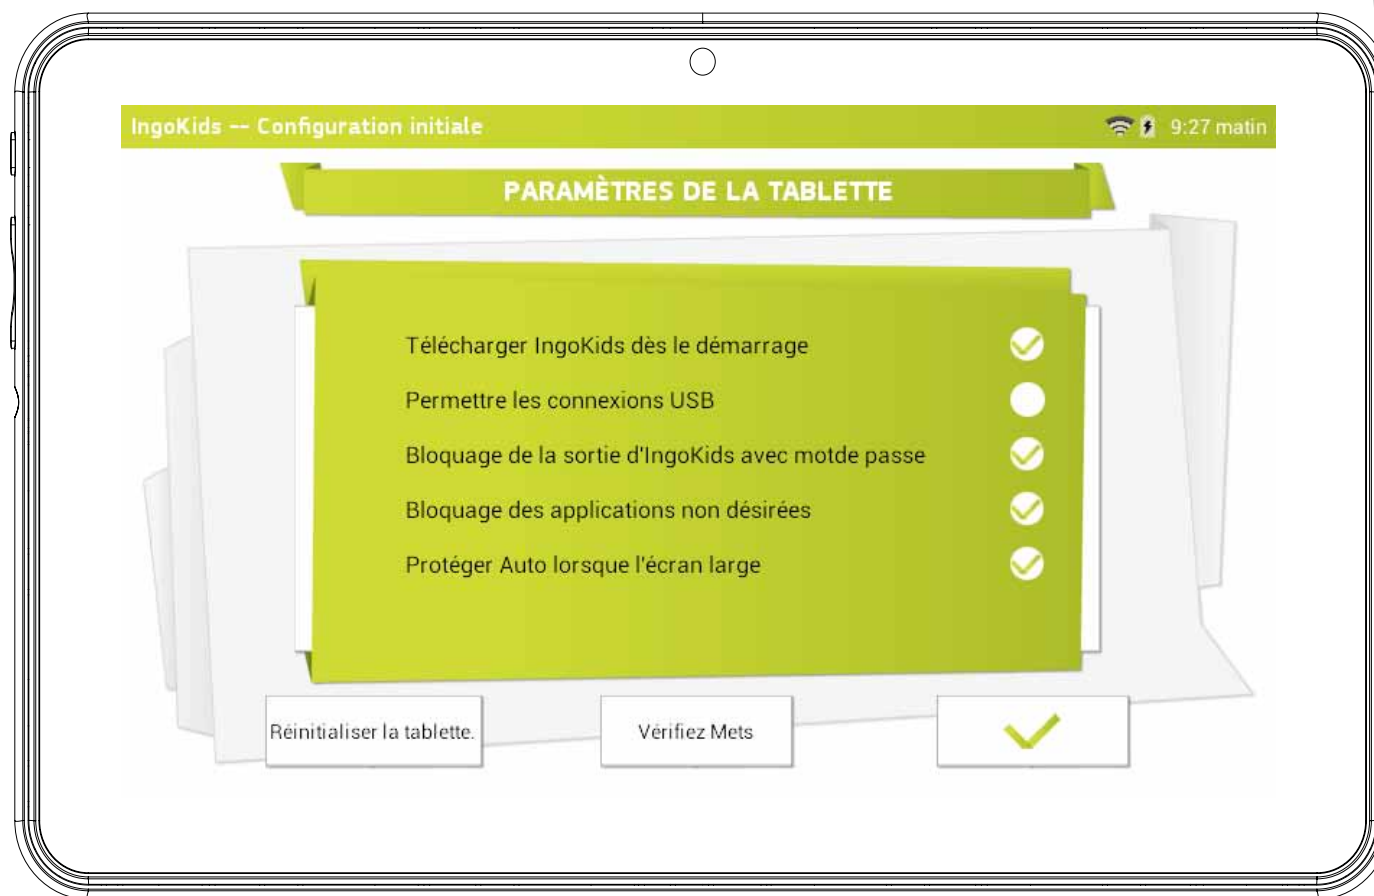 IngoKids -- Configuration initiale
9:27 matin
PARAMÈTRES DE LA TABLETTE
Télécharger IngoKids dès le démarrage
Permettre les connexions USB
Bloquage de la sortie d'IngoKids avec motde passe
Bloquage des applications non désirées
Protéger Auto lorsque l'écran large
Réinitialiser la tablette.
Vérifiez Mets